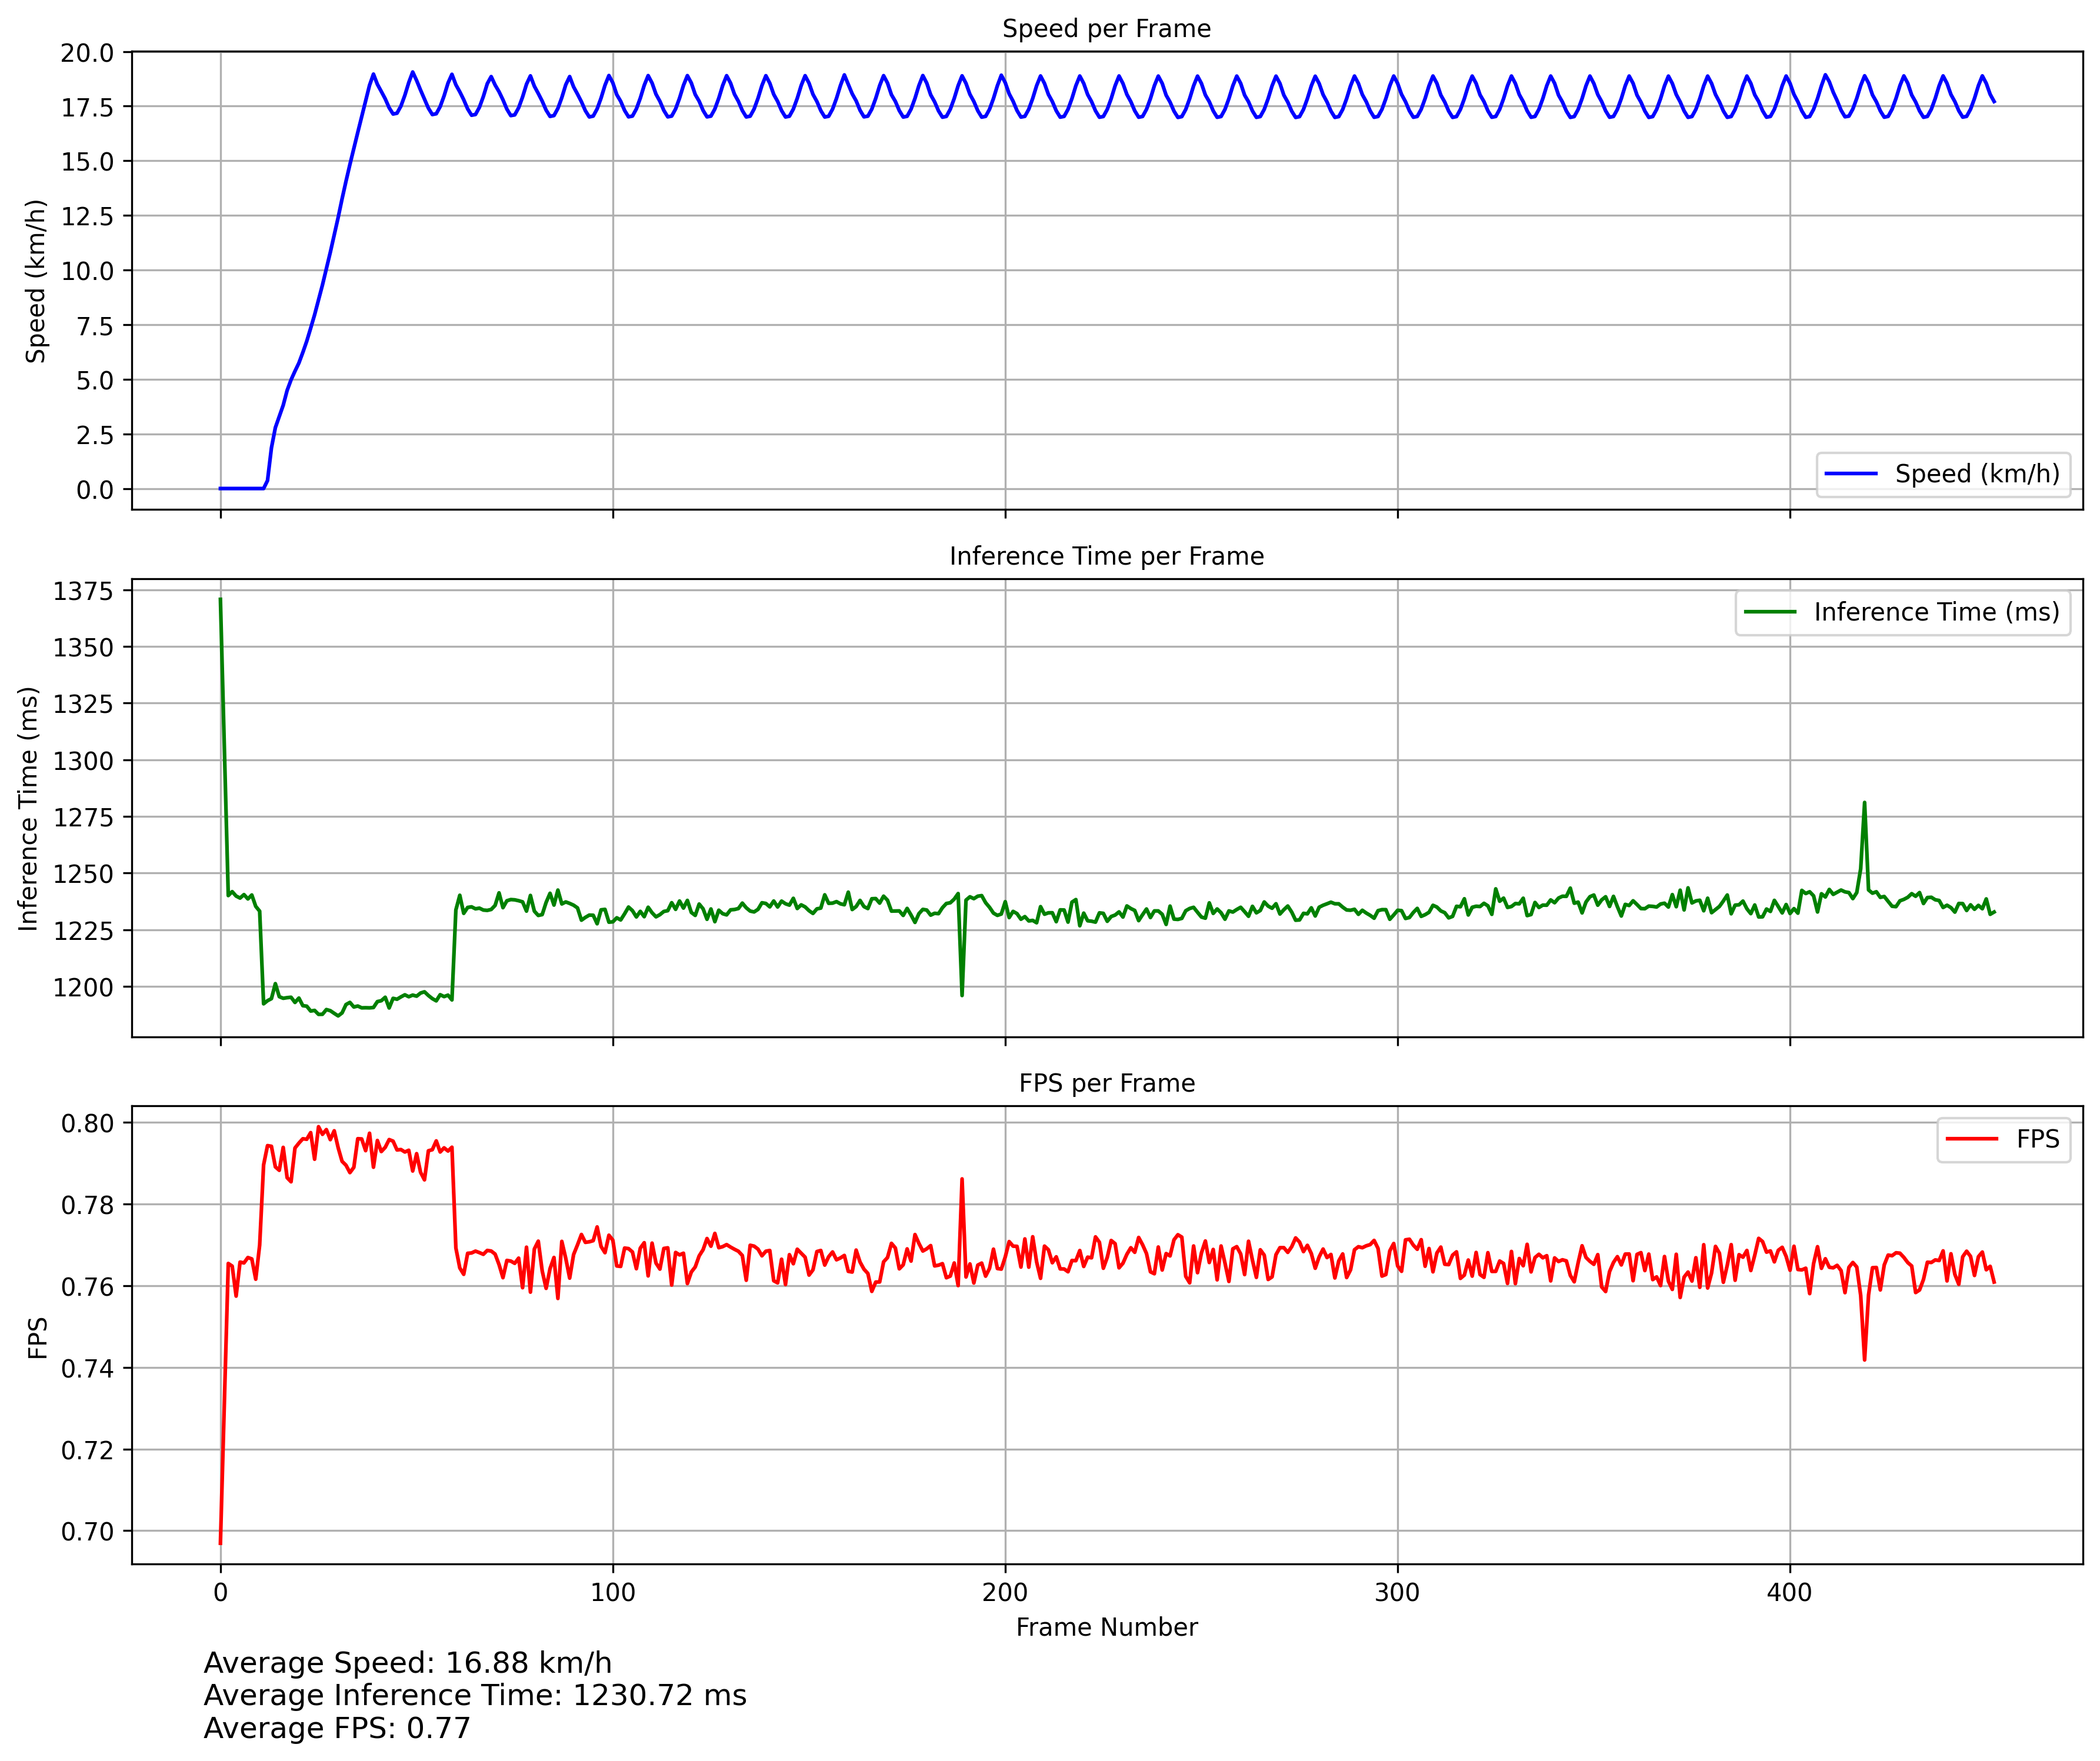 Speed per Frame
20.0
17.5
15.0
12.5
10.0
7.5
5.0
2.5
0.0
Speed (km/h)
Speed (km/h)
Inference Time per Frame
1375
1350
1325
1300
1275
1250
1225
1200
Inference Time (ms)
Inference Time (ms)
FPS per Frame
0.80
0.78
0.76
0.74
0.72
0.70
FPS
FPS
0 100 200 300 400
Frame Number
Average Speed: 16.88 km/h
Average Inference Time: 1230.72 ms
Average FPS: 0.77